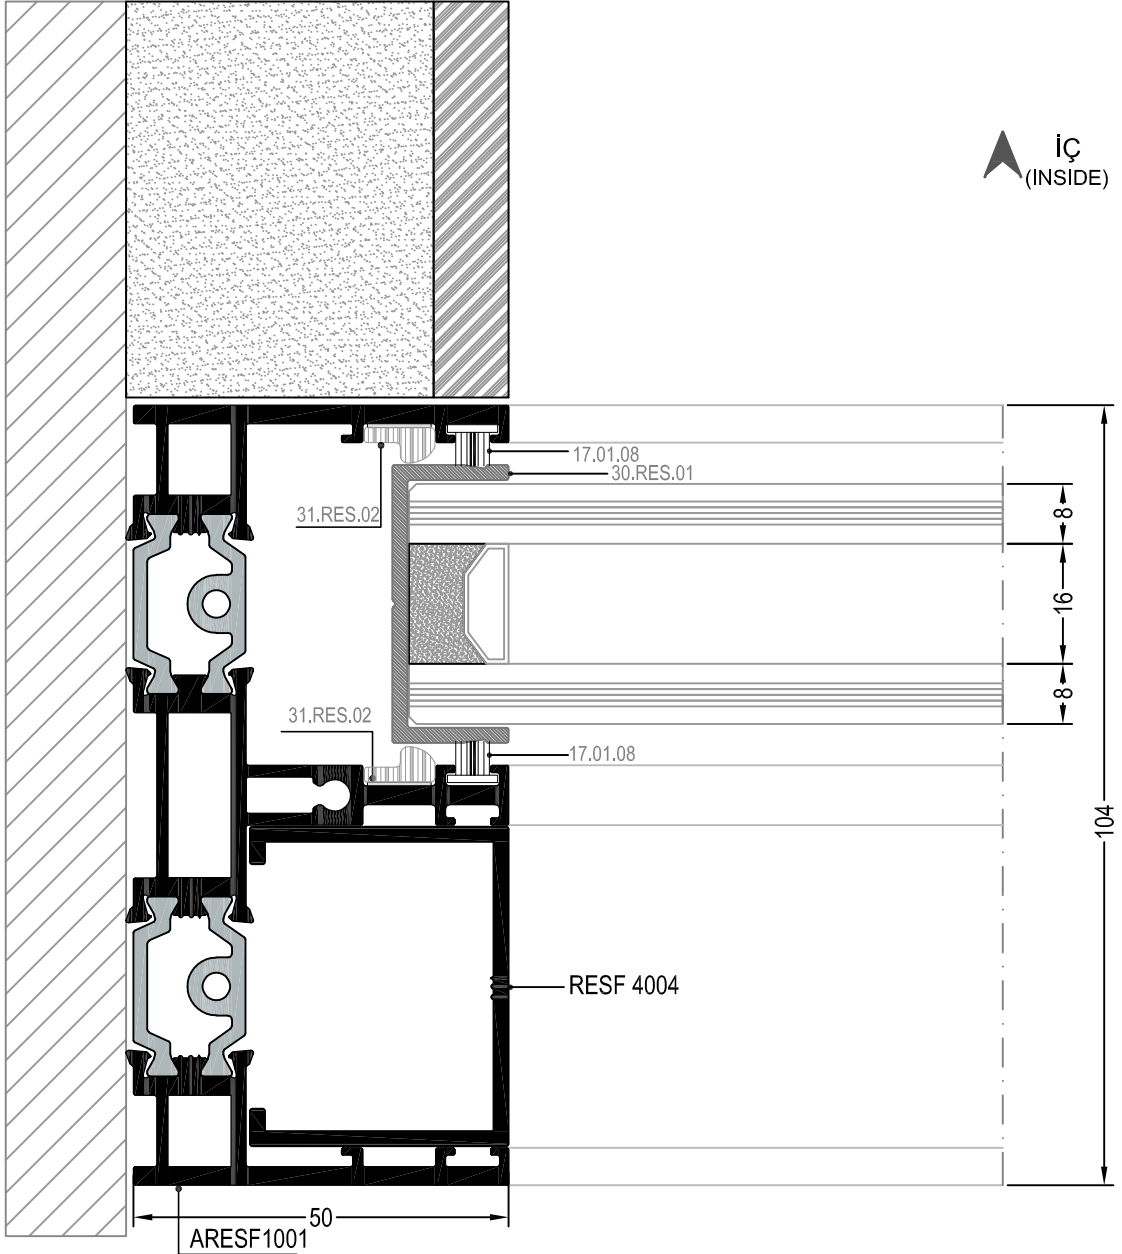 İÇ
(INSIDE)
17.01.08
30.RES.01
31.RES.02
8
16
8
31.RES.02
17.01.08
104
RESF 4004
50
ARESF1001